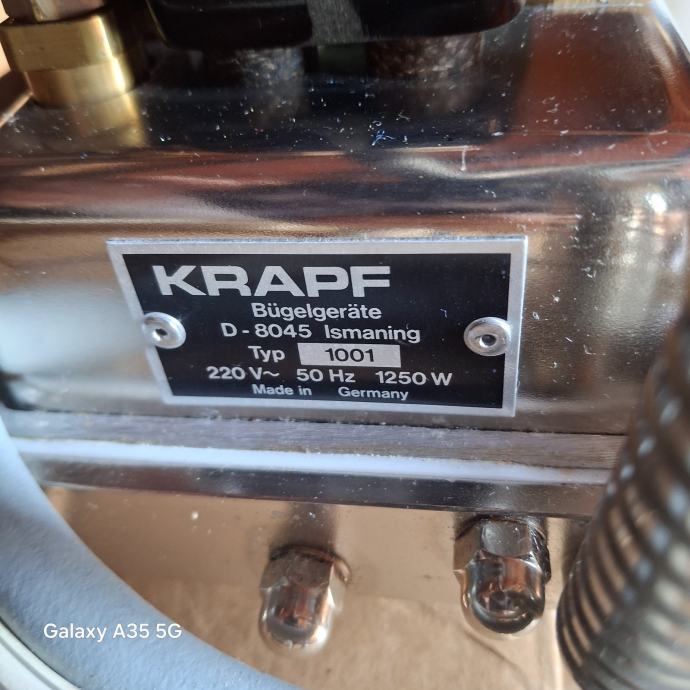 KRAPF
Bügelgeräte
D-8045 Ismaning
Typ 1001
220 V~ 50 Hz 1250 W
Made in Germany
Galaxy A35 5G